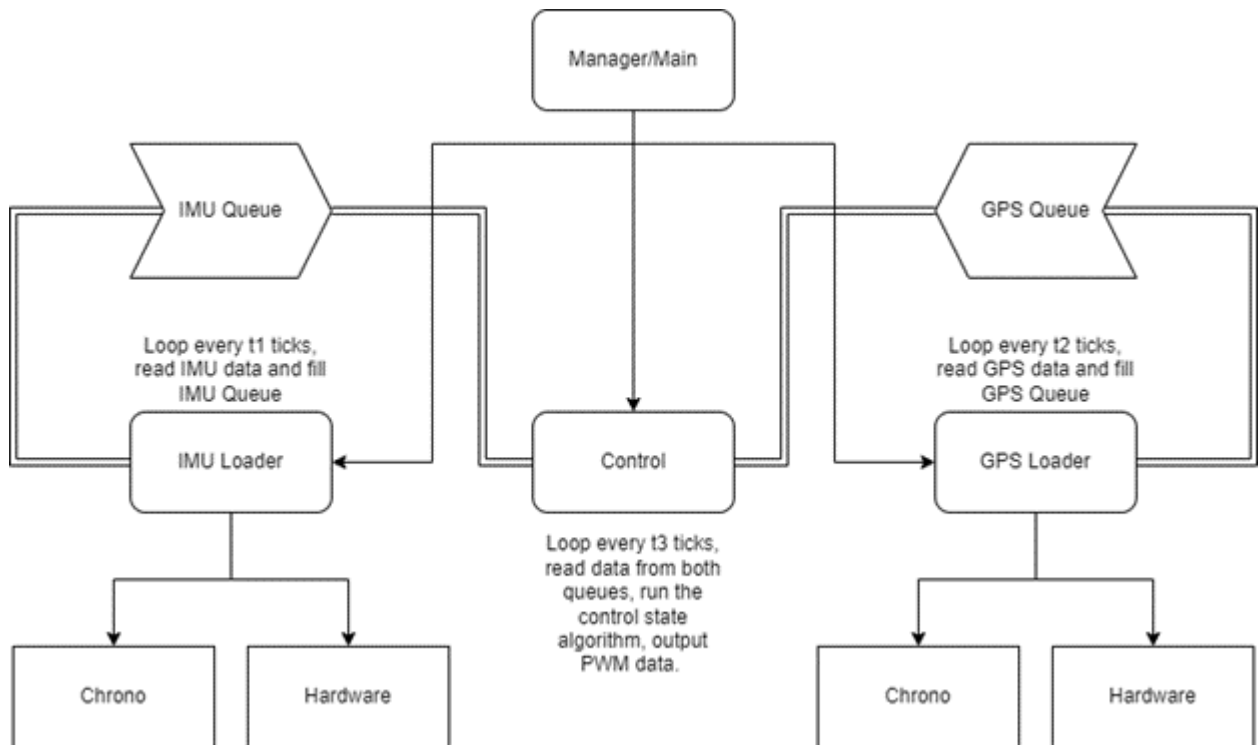 Manager/Main
IMU Queue
GPS Queue
Loop every t1 ticks,
read IMU data and fill
IMU Queue
Loop every t2 ticks,
read GPS data and fill
GPS Queue
IMU Loader
Control
GPS Loader
Loop every t3 ticks,
read data from both
queues, run the
control state
algorithm, output
PWM data.
Chrono
Hardware
Chrono
Hardware